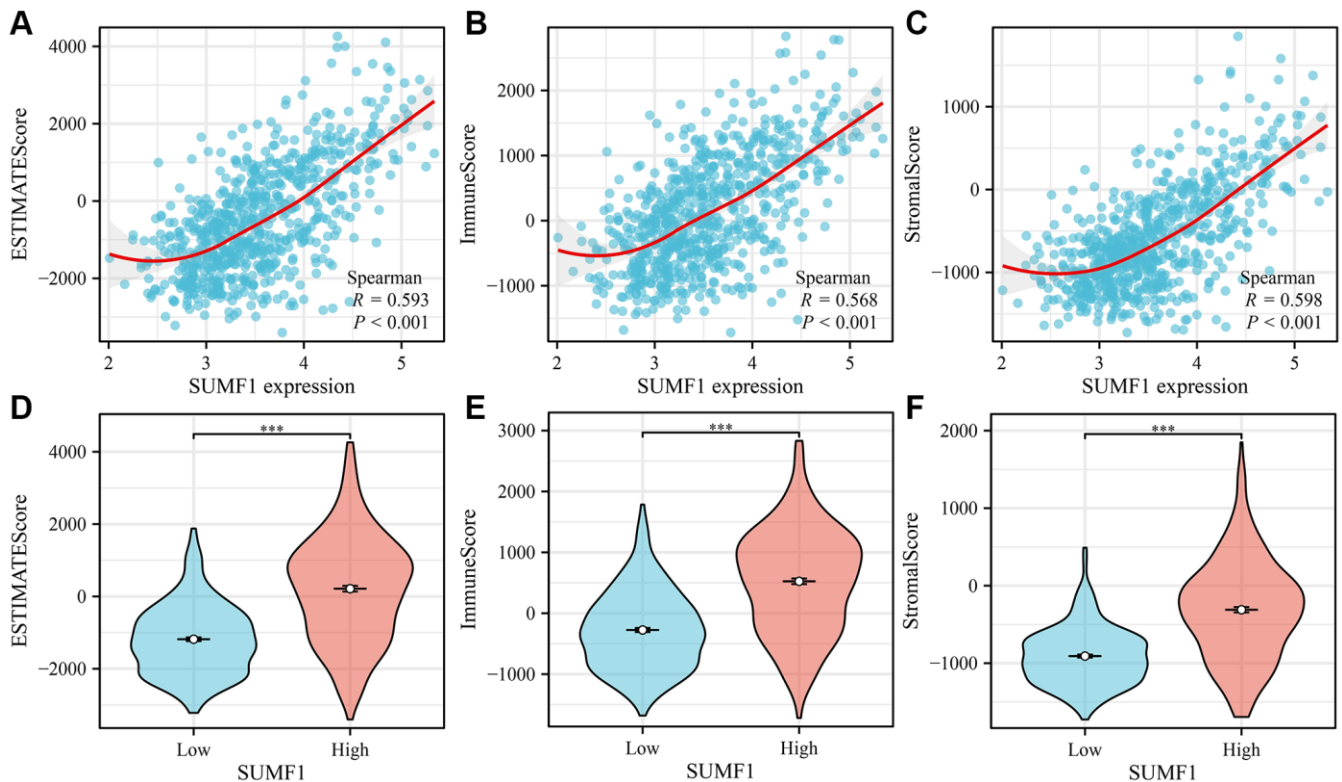 A
ESTIMATEScore
4000
2000
0
−2000
Spearman
R = 0.593
P < 0.001
2 3 4 5
SUMF1 expression
B
ImmuneScore
2000
1000
0
−1000
Spearman
R = 0.568
P < 0.001
2 3 4 5
SUMF1 expression
C
StromalScore
1000
0
−1000
Spearman
R = 0.598
P < 0.001
2 3 4 5
SUMF1 expression
D
ESTIMATEScore
4000
2000
0
−2000
***
Low High
SUMF1
E
ImmuneScore
3000
2000
1000
0
−1000
***
Low High
SUMF1
F
StromalScore
2000
1000
0
−1000
***
Low High
SUMF1